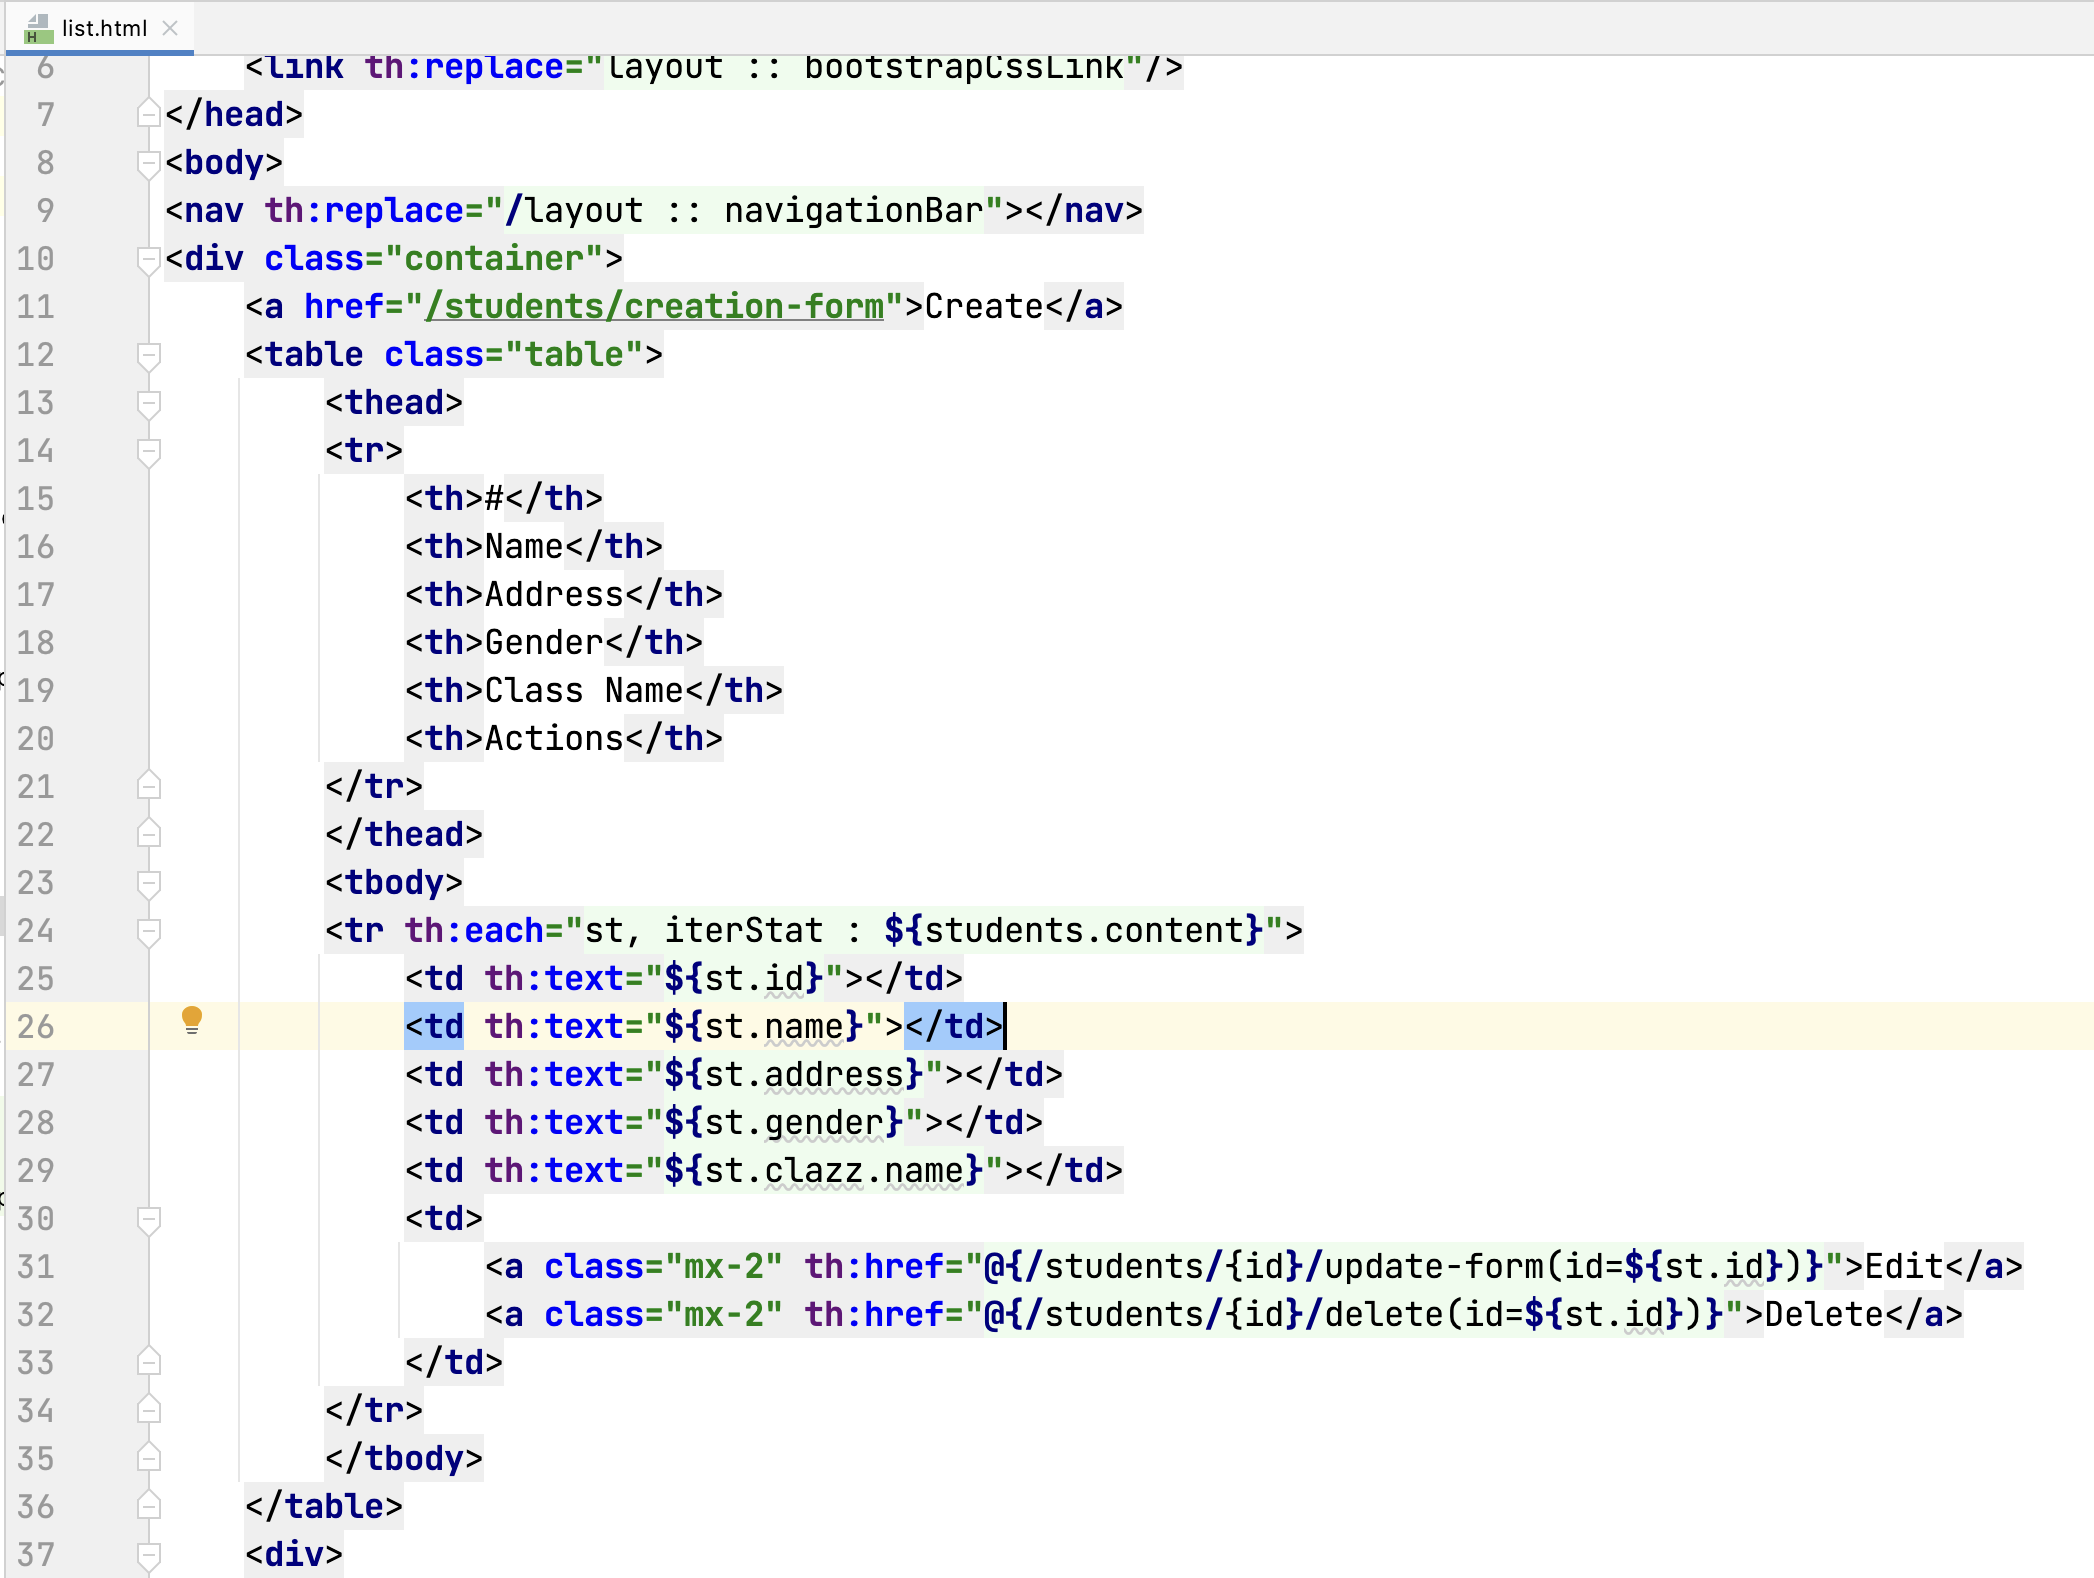 list.html
6 <link th:replace="layout :: bootstrapCssLink"/>
7 </head>
8 <body>
9 <nav th:replace="/layout :: navigationBar"></nav>
10 <div class="container">
11 <a href="/students/creation-form">Create</a>
12 <table class="table">
13 <thead>
14 <tr>
15 <th>#</th>
16 <th>Name</th>
17 <th>Address</th>
18 <th>Gender</th>
19 <th>Class Name</th>
20 <th>Actions</th>
21 </tr>
22 </thead>
23 <tbody>
24 <tr th:each="st, iterStat : ${students.content}">
25 <td th:text="${st.id}"></td>
26 <td th:text="${st.name}"></td>
27 <td th:text="${st.address}"></td>
28 <td th:text="${st.gender}"></td>
29 <td th:text="${st.clazz.name}"></td>
30 <td>
31 <a class="mx-2" th:href="@{/students/{id}/update-form(id=${st.id})}">Edit</a>
32 <a class="mx-2" th:href="@{/students/{id}/delete(id=${st.id})}">Delete</a>
33 </td>
34 </tr>
35 </tbody>
36 </table>
37 <div>